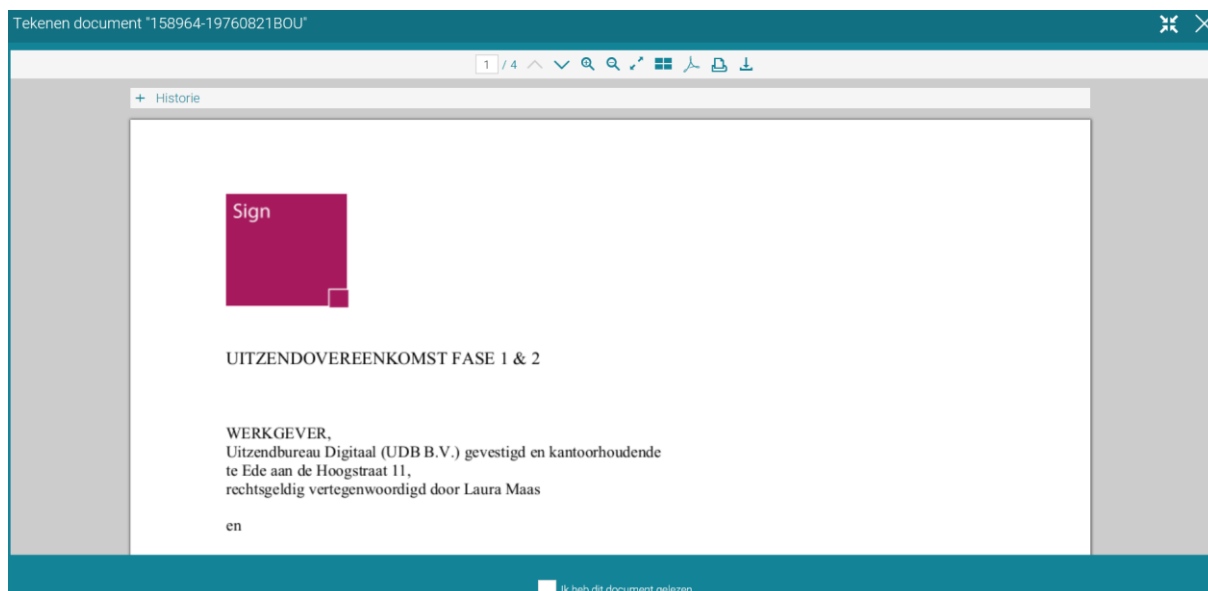 Tekenen document "158964-19760821BOU"
1 / 4
+ Historie
Sign
UITZENDOVEREENKOMST FASE 1 & 2
WERKGEVER,
Uitzendbureau Digitaal (UDB B.V.) gevestigd en kantoorhoudende
te Ede aan de Hoogstraat 11,
rechtsgeldig vertegenwoordigd door Laura Maas
en
Ik heb dit document gelezen